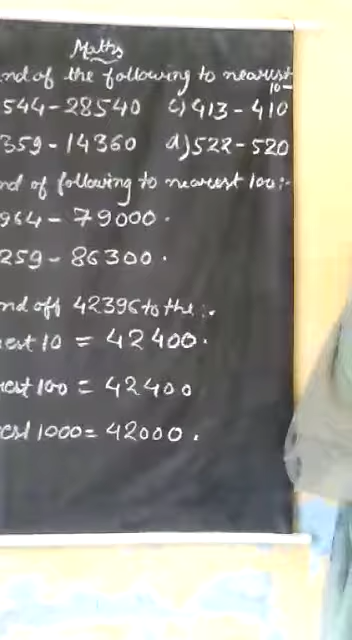 Maths
nd of the following to nearest 10-
544-28540 c) 413-410
359-14360 d) 522-520
nd of following to nearest 100:-
964-79000.
259-86300.
nd off 42396 to the :.
est 10 = 42400.
rest 100 = 42400
est 1000 = 42000.